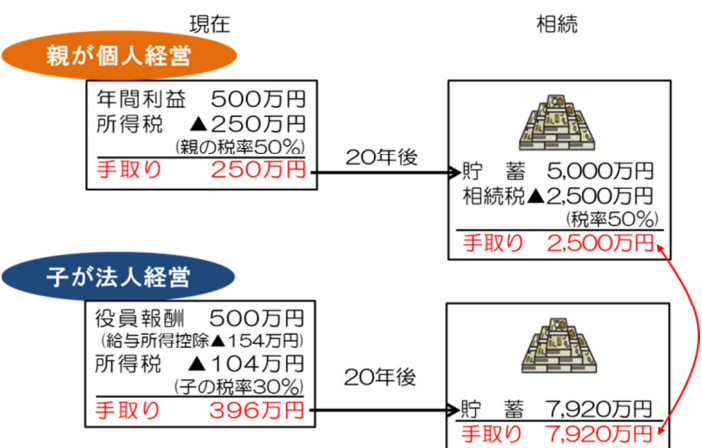 現在
相続
親が個人経営
年間利益 500万円
所得税 ▲250万円
(親の税率50%)
手取り 250万円
20年後
貯蓄 5,000万円
相続税▲2,500万円
(税率50%)
手取り 2,500万円
子が法人経営
役員報酬 500万円
(給与所得控除▲154万円)
所得税 ▲104万円
(子の税率30%)
手取り 396万円
20年後
貯蓄 7,920万円
手取り 7,920万円